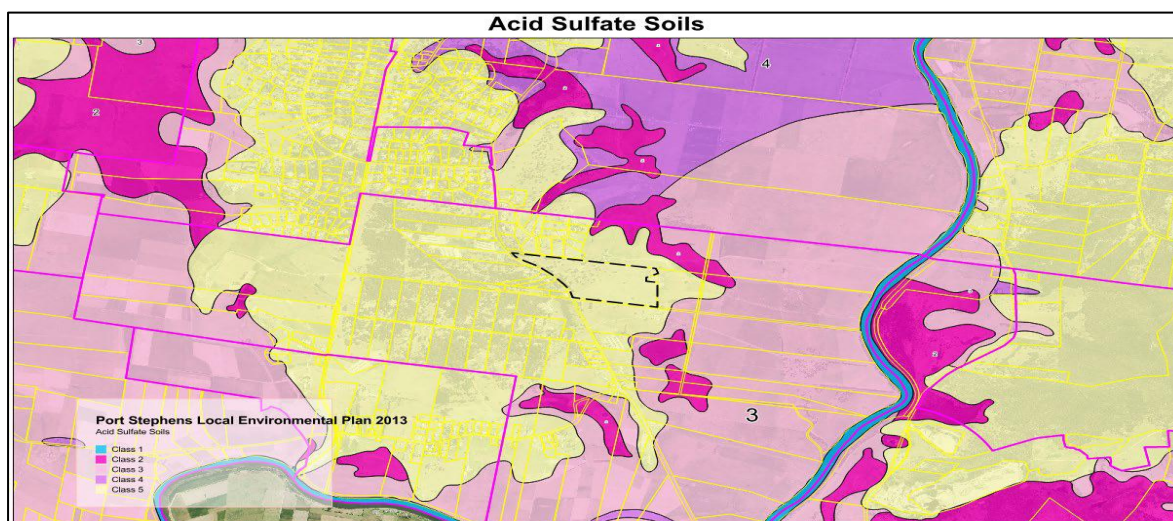 Acid Sulfate Soils
3
4
2
3
Port Stephens Local Environmental Plan 2013
Acid Sulfate Soils
Class 1
Class 2
Class 3
Class 4
Class 5